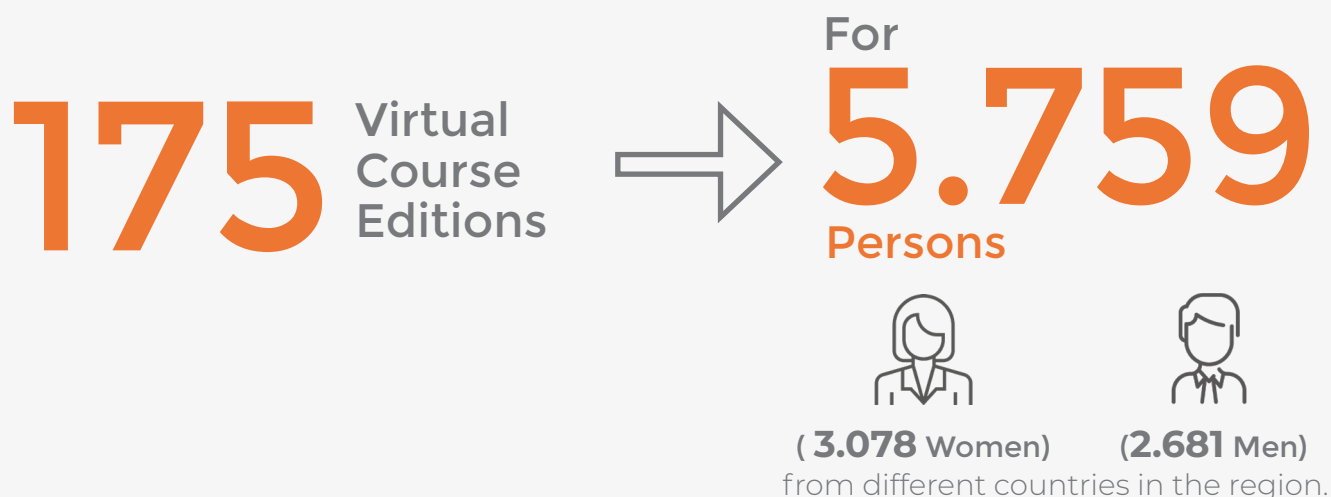 175
Virtual
Course
Editions
For
5.759
Persons
( 3.078 Women)
(2.681 Men)
from different countries in the region.